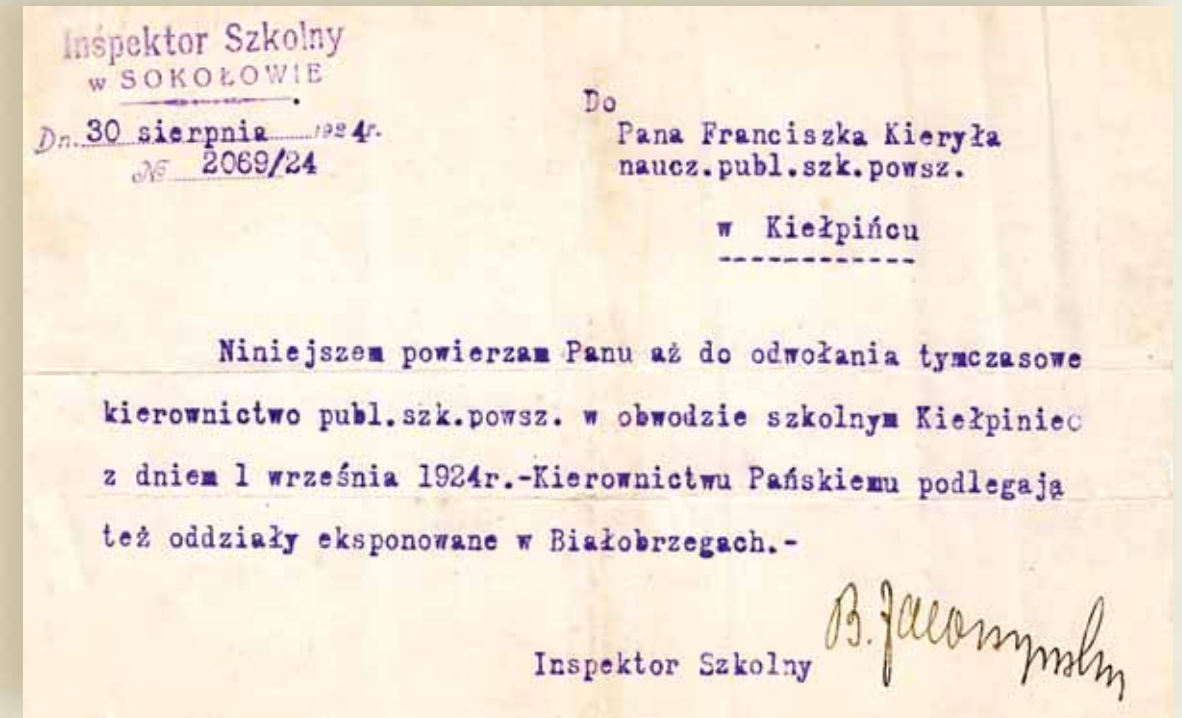 Inspektor Szkolny
w SOKOŁOWIE
Dn. 30 sierpnia 1924r.
№ 2069/24
Do
Pana Franciszka Kieryła
naucz.publ.szk.powsz.
w Kiełpińcu
Niniejszem powierzam Panu aż do odwołania tymczasowe
kierownictwo publ.szk.powsz. w obwodzie szkolnym Kiełpiniec
z dniem 1 września 1924r.-Kierownictwu Pańskiemu podlegają
też oddziały eksponowane w Białobrzegach.-
B.
Inspektor Szkolny